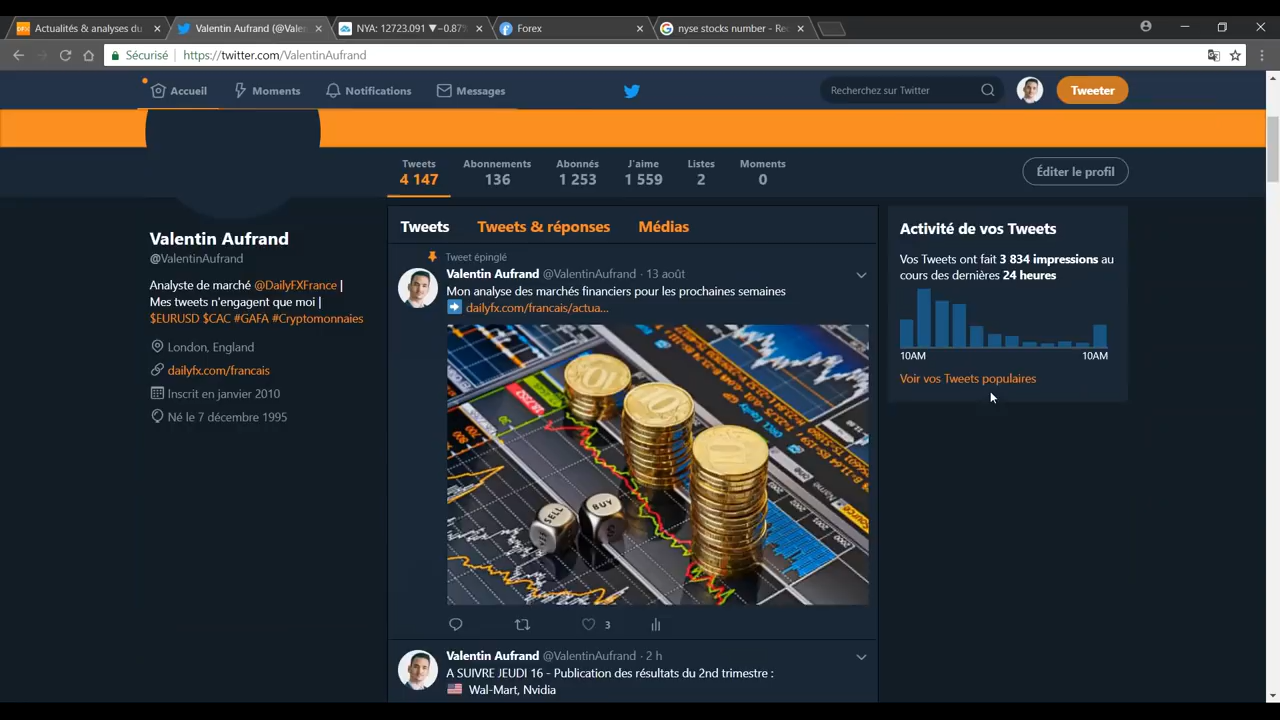 Actualités & analyses du
Valentin Aufrand (@Valen
NYA: 12723.091 ▼−0.87%
Forex
nyse stocks number - Rec
Sécurisé
https://twitter.com/ValentinAufrand
Accueil
Moments
Notifications
Messages
Recherchez sur Twitter
Tweeter
Tweets
4 147
Abonnements
136
Abonnés
1 253
J'aime
1 559
Listes
2
Moments
0
Éditer le profil
Valentin Aufrand
@ValentinAufrand
Analyste de marché @DailyFXFrance |
Mes tweets n'engagent que moi |
$EURUSD $CAC #GAFA #Cryptomonnaies
London, England
dailyfx.com/francais
Inscrit en janvier 2010
Né le 7 décembre 1995
Tweets
Tweets & réponses
Médias
Tweet épinglé
Valentin Aufrand @ValentinAufrand · 13 août
Mon analyse des marchés financiers pour les prochaines semaines
dailyfx.com/francais/actua...
SELL
BUY
3
Valentin Aufrand @ValentinAufrand · 2 h
A SUIVRE JEUDI 16 - Publication des résultats du 2nd trimestre :
Wal-Mart, Nvidia
Activité de vos Tweets
Vos Tweets ont fait 3 834 impressions au
cours des dernières 24 heures
10AM
10AM
Voir vos Tweets populaires